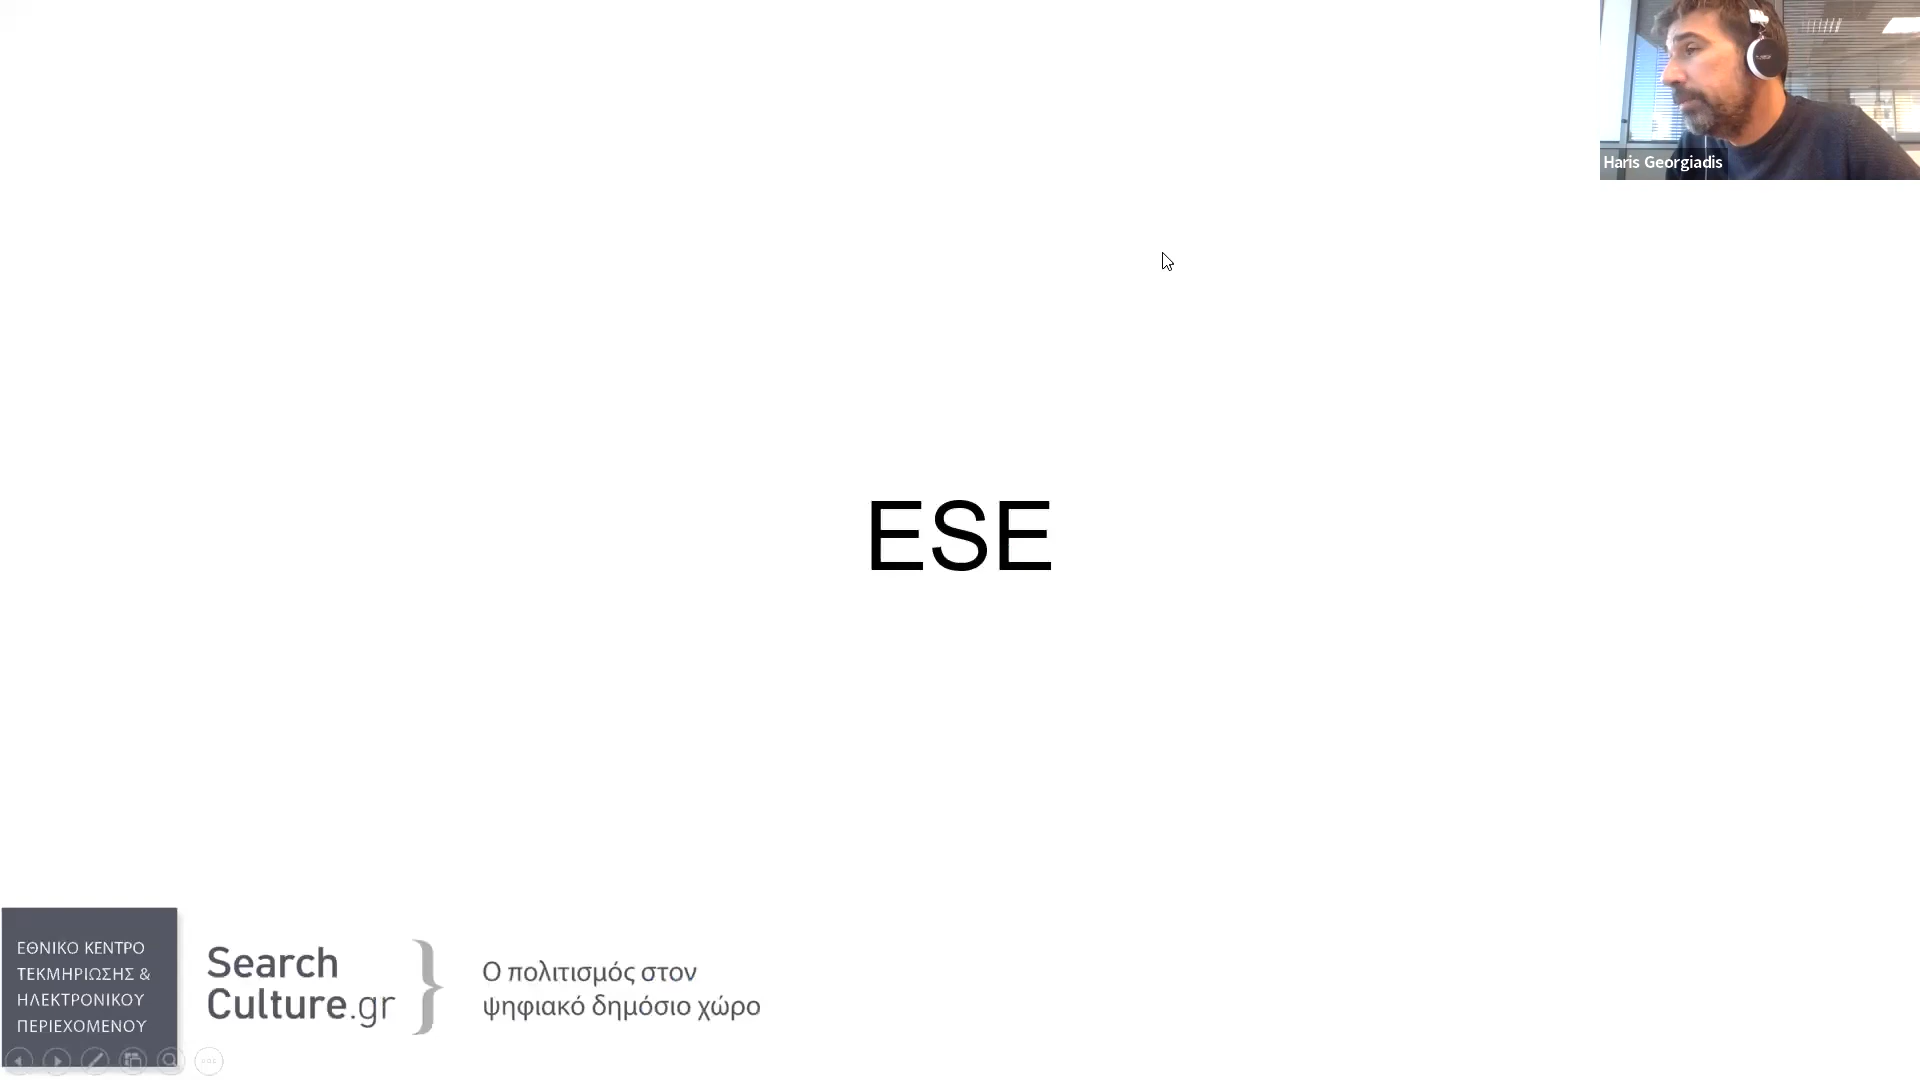 Haris Georgiadis
ESE
ΕΘΝΙΚΟ ΚΕΝΤΡΟ
ΤΕΚΜΗΡΙΩΣΗΣ &
ΗΛΕΚΤΡΟΝΙΚΟΥ
ΠΕΡΙΕΧΟΜΕΝΟΥ
Search
Culture.gr
Ο πολιτισμός στον
ψηφιακό δημόσιο χώρο